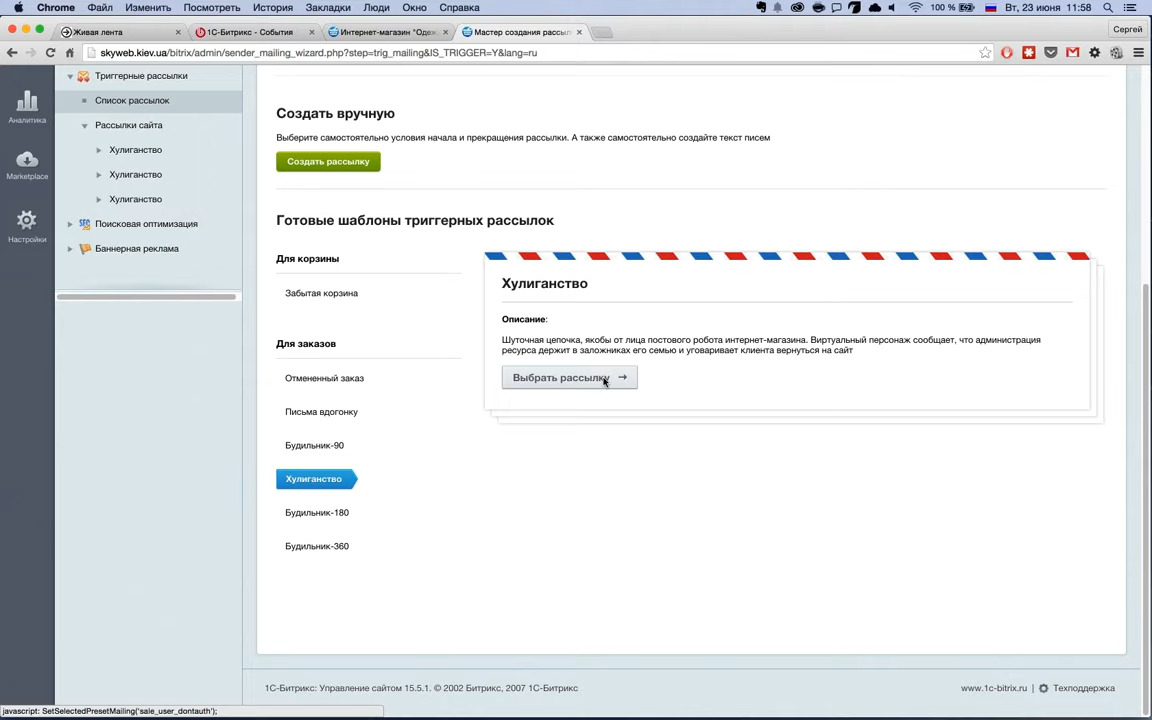 Chrome Файл Изменить Посмотреть История Закладки Люди Окно Справка 100 % Вт, 23 июня 11:58
Живая лента 1С-Битрикс - События Интернет-магазин "Одеж Мастер создания рассыл Сергей
skyweb.kiev.ua/bitrix/admin/sender_mailing_wizard.php?step=trig_mailing&IS_TRIGGER=Y&lang=ru
Аналитика
Marketplace
Настройки
Триггерные рассылки
Список рассылок
Рассылки сайта
Хулиганство
Хулиганство
Хулиганство
Поисковая оптимизация
Баннерная реклама
Создать вручную
Выберите самостоятельно условия начала и прекращения рассылки. А также самостоятельно создайте текст писем
Создать рассылку
Готовые шаблоны триггерных рассылок
Для корзины
Забытая корзина
Для заказов
Отмененный заказ
Письма вдогонку
Будильник-90
Хулиганство
Будильник-180
Будильник-360
Хулиганство
Описание:
Шуточная цепочка, якобы от лица постового робота интернет-магазина. Виртуальный персонаж сообщает, что администрация
ресурса держит в заложниках его семью и уговаривает клиента вернуться на сайт
Выбрать рассылку →
1С-Битрикс: Управление сайтом 15.5.1. © 2002 Битрикс, 2007 1С-Битрикс
www.1c-bitrix.ru | Техподдержка
javascript: SetSelectedPresetMailing('sale_user_dontauth');